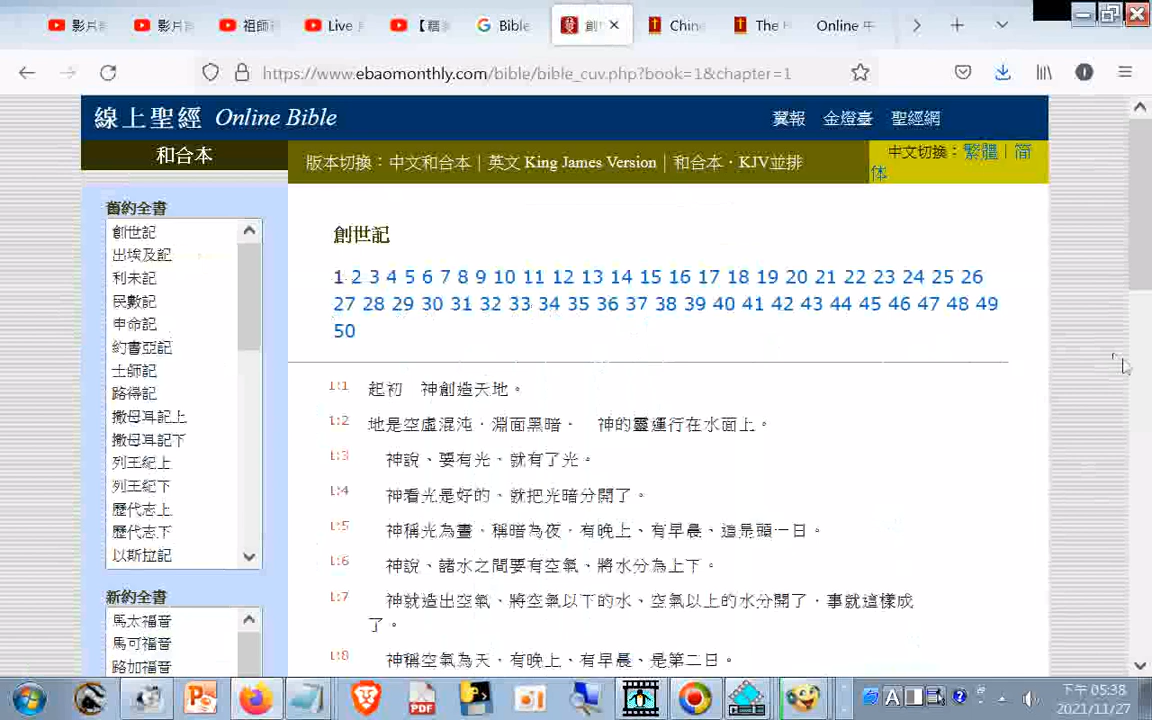 影片
影片
祖師
Live
【精
Bible
創
Chin
The
Online
https://www.ebaomonthly.com/bible/bible_cuv.php?book=1&chapter=1
線上聖經 Online Bible
翼報 金燈臺 聖經網
和合本
版本切換：中文和合本 | 英文 King James Version | 和合本・KJV並排
中文切換：繁體 | 简体
舊約全書
創世記
出埃及記
利未記
民數記
申命記
約書亞記
士師記
路得記
撒母耳記上
撒母耳記下
列王紀上
列王紀下
歷代志上
歷代志下
以斯拉記
新約全書
馬太福音
馬可福音
路加福音
創世記
1 2 3 4 5 6 7 8 9 10 11 12 13 14 15 16 17 18 19 20 21 22 23 24 25 26
27 28 29 30 31 32 33 34 35 36 37 38 39 40 41 42 43 44 45 46 47 48 49
50
1:1 起初　神創造天地。
1:2 地是空虛混沌．淵面黑暗．　神的靈運行在水面上。
1:3 神說、要有光、就有了光。
1:4 神看光是好的、就把光暗分開了。
1:5 神稱光為晝、稱暗為夜．有晚上、有早晨、這是頭一日。
1:6 神說、諸水之間要有空氣、將水分為上下。
1:7 神就造出空氣、將空氣以下的水、空氣以上的水分開了．事就這樣成
了。
1:8 神稱空氣為天．有晚上、有早晨、是第二日。
PDF
下午 05:38
2021/11/27